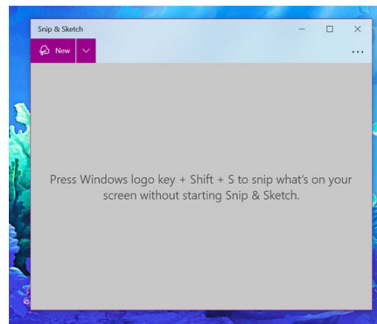 Snip & Sketch
New
Press Windows logo key + Shift + S to snip what's on your
screen without starting Snip & Sketch.